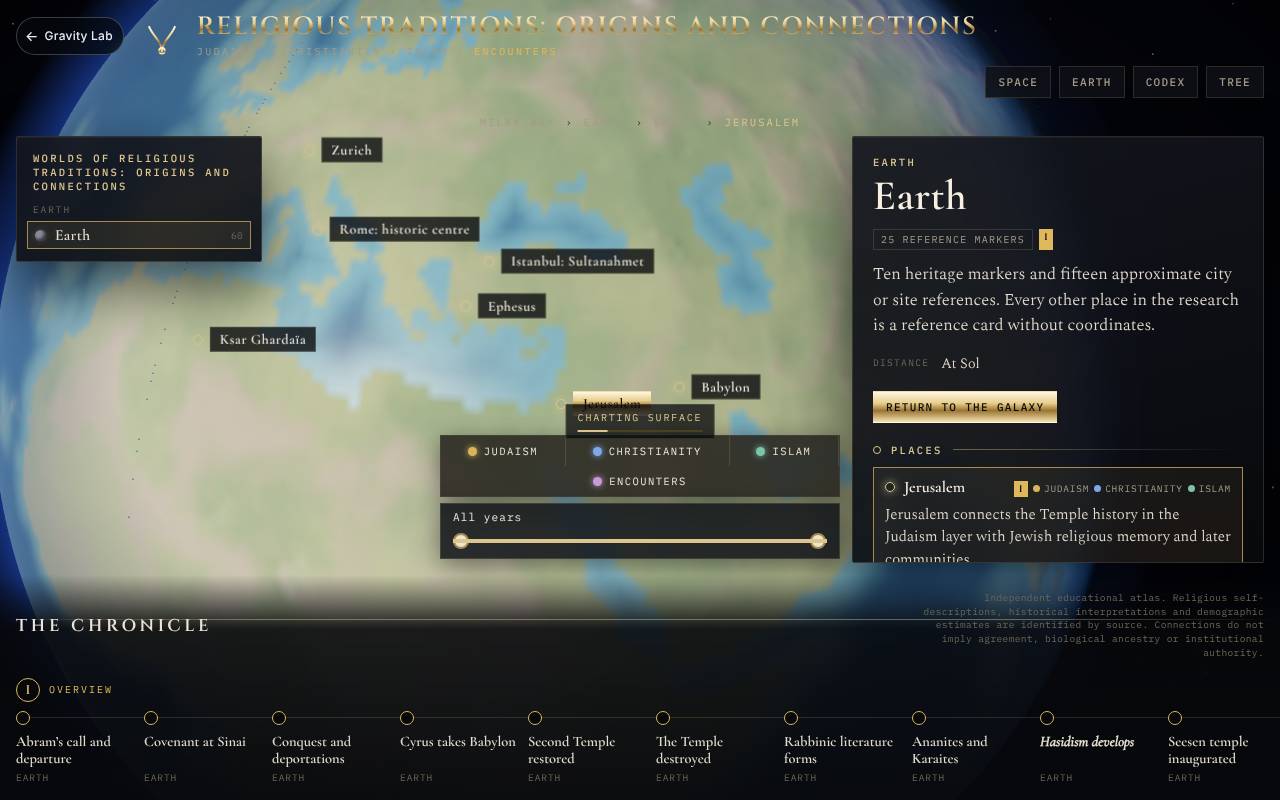 ← Gravity Lab
RELIGIOUS TRADITIONS: ORIGINS AND CONNECTIONS
ENCOUNTERS
SPACE
EARTH
CODEX
TREE
› › › JERUSALEM
WORLDS OF RELIGIOUS
TRADITIONS: ORIGINS AND
CONNECTIONS
EARTH
Earth 60
Zurich
Rome: historic centre
Istanbul: Sultanahmet
Ephesus
Ksar Ghardaïa
Babylon
Jerusalem
CHARTING SURFACE
JUDAISM
CHRISTIANITY
ISLAM
ENCOUNTERS
All years
EARTH
Earth
25 REFERENCE MARKERS I
Ten heritage markers and fifteen approximate city
or site references. Every other place in the research
is a reference card without coordinates.
DISTANCE At Sol
RETURN TO THE GALAXY
PLACES
Jerusalem I JUDAISM CHRISTIANITY ISLAM
Jerusalem connects the Temple history in the
Judaism layer with Jewish religious memory and later
communities.
THE CHRONICLE
Independent educational atlas. Religious self-
descriptions, historical interpretations and demographic
estimates are identified by source. Connections do not
imply agreement, biological ancestry or institutional
authority.
I OVERVIEW
Abram's call and
departure
EARTH
Covenant at Sinai
EARTH
Conquest and
deportations
EARTH
Cyrus takes Babylon
EARTH
Second Temple
restored
EARTH
The Temple
destroyed
EARTH
Rabbinic literature
forms
EARTH
Ananites and
Karaites
EARTH
Hasidism develops
EARTH
Seesen temple
inaugurated
EARTH